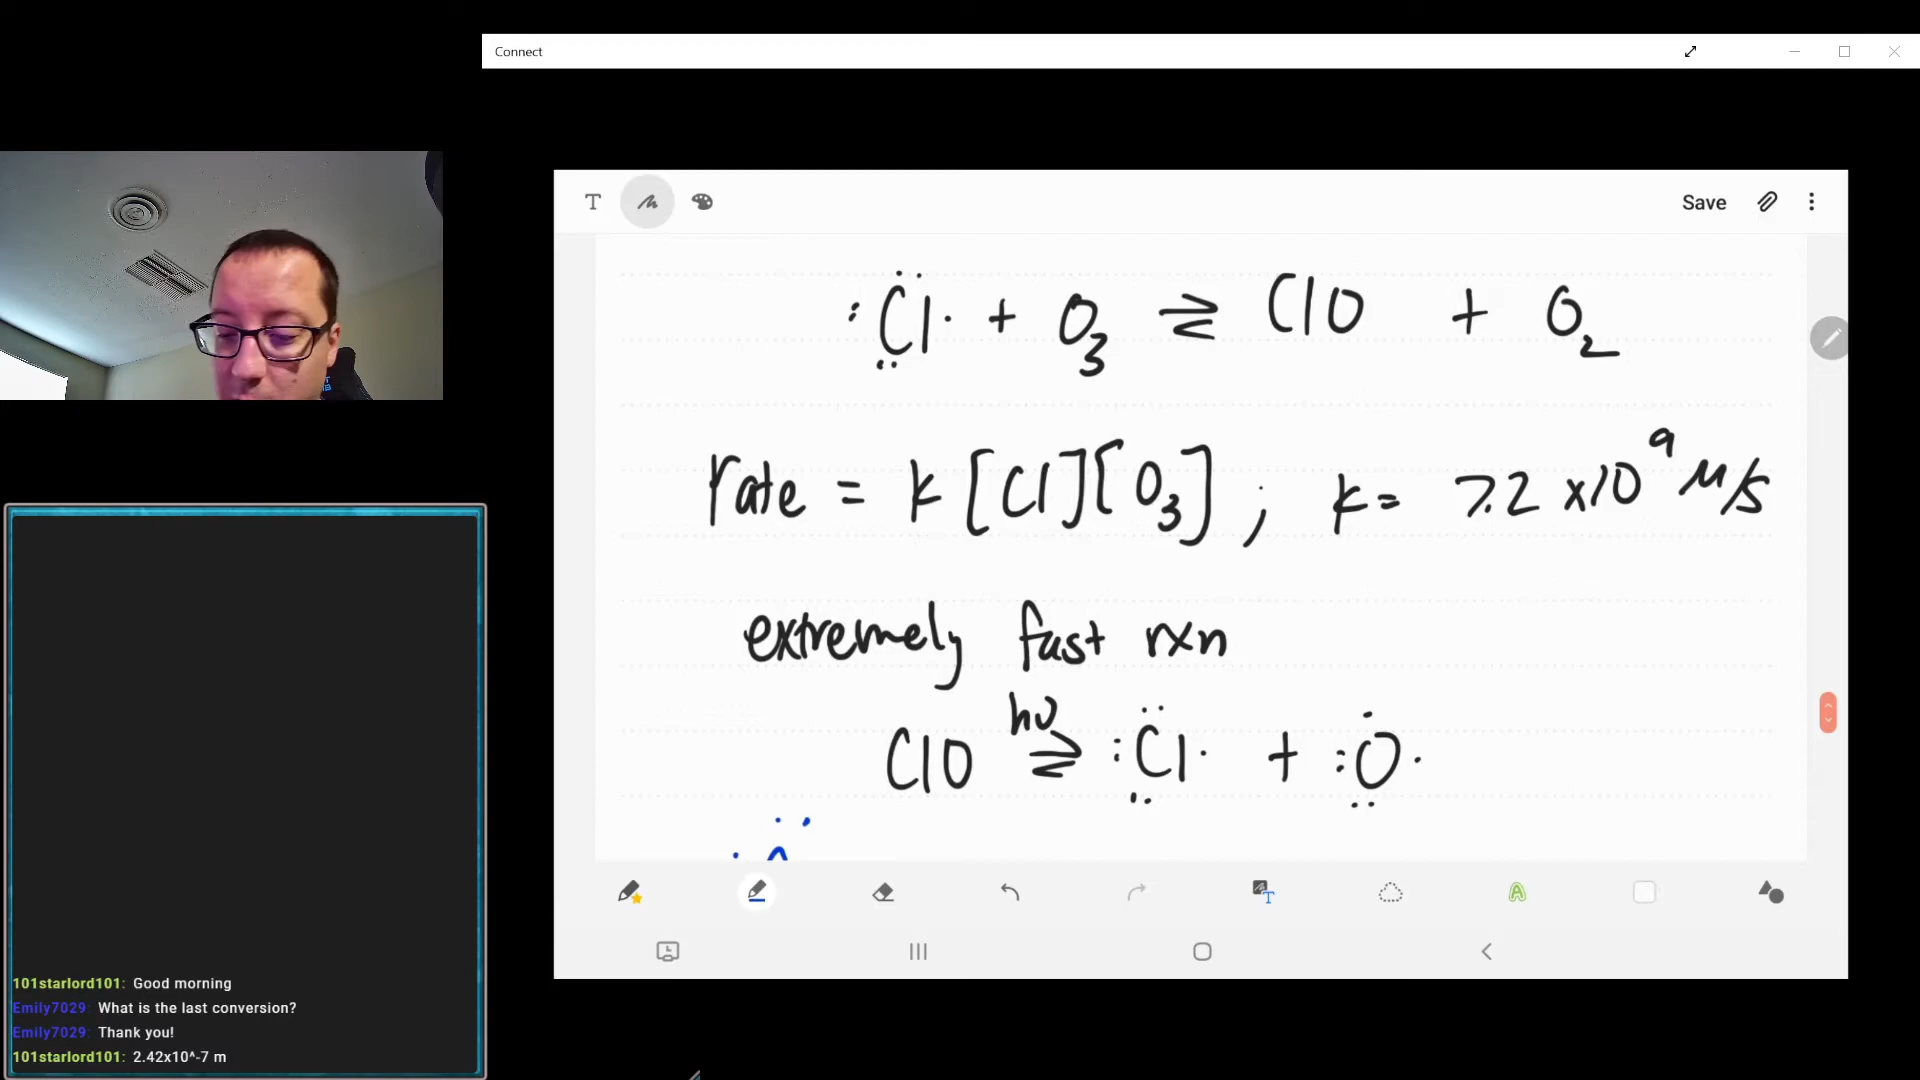 Connect
T
Save
:Cl· + O3 ⇌ ClO + O2
rate = k[Cl][O3] ; k = 7.2 x10^9 M/s
extremely fast rxn
ClO hν ⇌ :Cl· + :O·
T
A
101starlord101: Good morning
Emily7029: What is the last conversion?
Emily7029: Thank you!
101starlord101: 2.42x10^-7 m